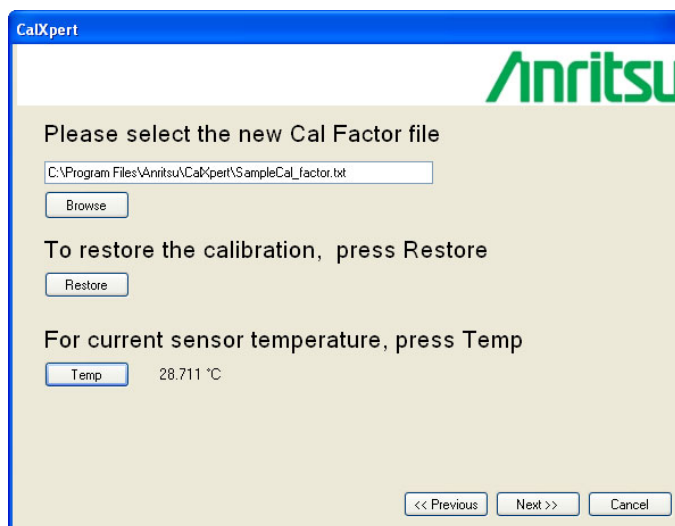 CalXpert
Anritsu
Please select the new Cal Factor file
C:\Program Files\Anritsu\CalXpert\SampleCal_factor.txt
Browse
To restore the calibration, press Restore
Restore
For current sensor temperature, press Temp
Temp 28.711 °C
<< Previous Next >> Cancel